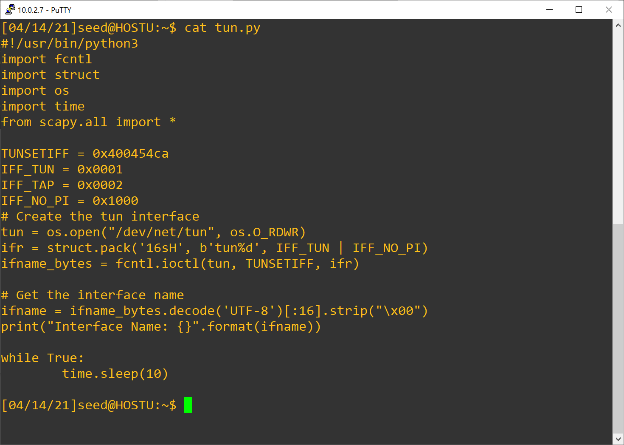 10.0.2.7 - PuTTY
[04/14/21]seed@HOSTU:~$ cat tun.py
#!/usr/bin/python3
import fcntl
import struct
import os
import time
from scapy.all import *

TUNSETIFF = 0x400454ca
IFF_TUN = 0x0001
IFF_TAP = 0x0002
IFF_NO_PI = 0x1000
# Create the tun interface
tun = os.open("/dev/net/tun", os.O_RDWR)
ifr = struct.pack('16sH', b'tun%d', IFF_TUN | IFF_NO_PI)
ifname_bytes = fcntl.ioctl(tun, TUNSETIFF, ifr)

# Get the interface name
ifname = ifname_bytes.decode('UTF-8')[:16].strip("\x00")
print("Interface Name: {}".format(ifname))

while True:
        time.sleep(10)

[04/14/21]seed@HOSTU:~$